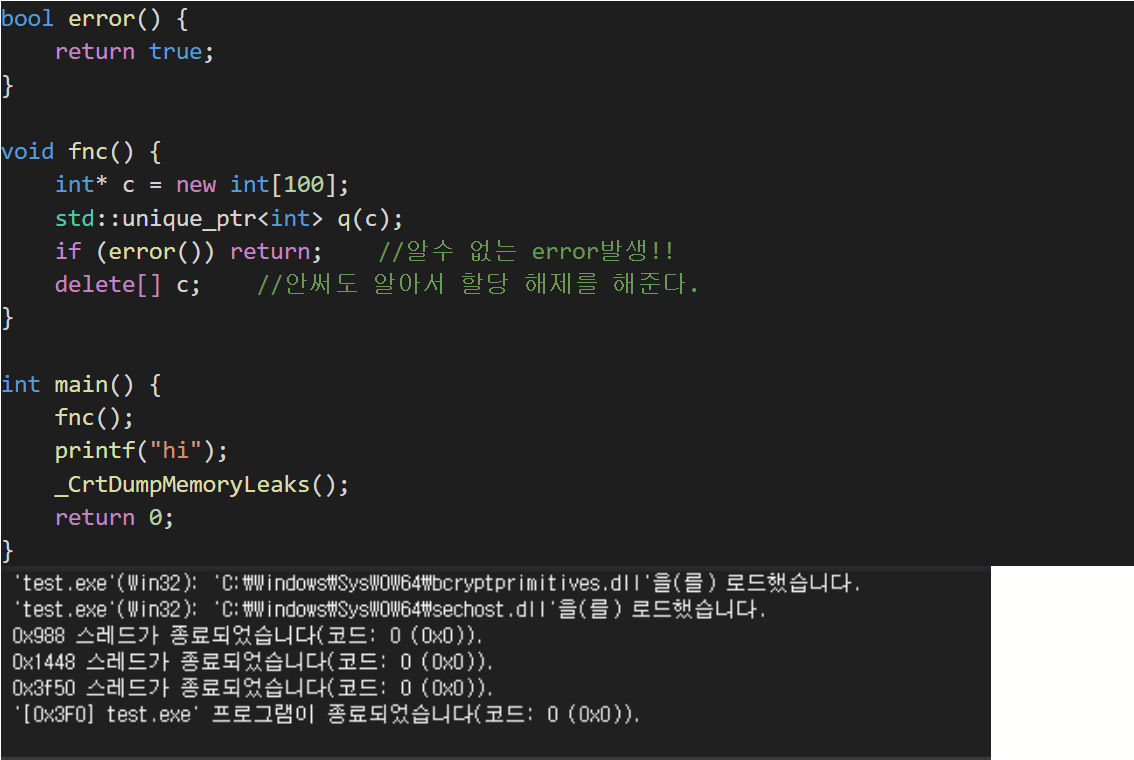 bool error() {
    return true;
}

void fnc() {
    int* c = new int[100];
    std::unique_ptr<int> q(c);
    if (error()) return;    //알수 없는 error발생!!
    delete[] c;    //안써도 알아서 할당 해제를 해준다.
}

int main() {
    fnc();
    printf("hi");
    _CrtDumpMemoryLeaks();
    return 0;
}
'test.exe'(Win32): 'C:₩Windows₩SysWOW64₩bcryptprimitives.dll'을(를) 로드했습니다.
'test.exe'(Win32): 'C:₩Windows₩SysWOW64₩sechost.dll'을(를) 로드했습니다.
0x988 스레드가 종료되었습니다(코드: 0 (0x0)).
0x1448 스레드가 종료되었습니다(코드: 0 (0x0)).
0x3f50 스레드가 종료되었습니다(코드: 0 (0x0)).
'[0x3F0] test.exe' 프로그램이 종료되었습니다(코드: 0 (0x0)).